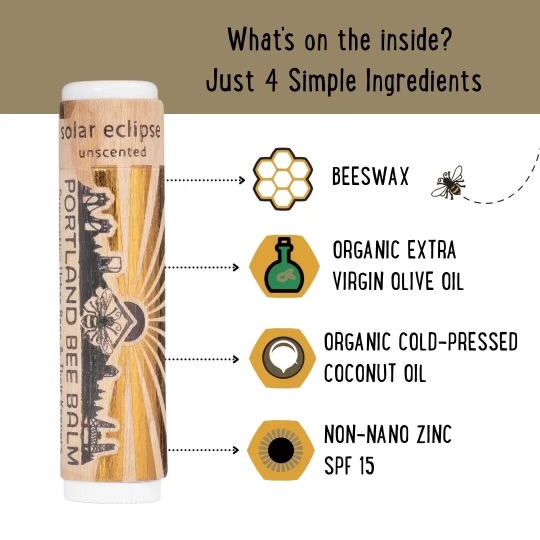 What's on the inside?
Just 4 Simple Ingredients
solar eclipse
unscented
PORTLAND BEE BALM
BEESWAX
ORGANIC EXTRA
VIRGIN OLIVE OIL
ORGANIC COLD-PRESSED
COCONUT OIL
NON-NANO ZINC
SPF 15